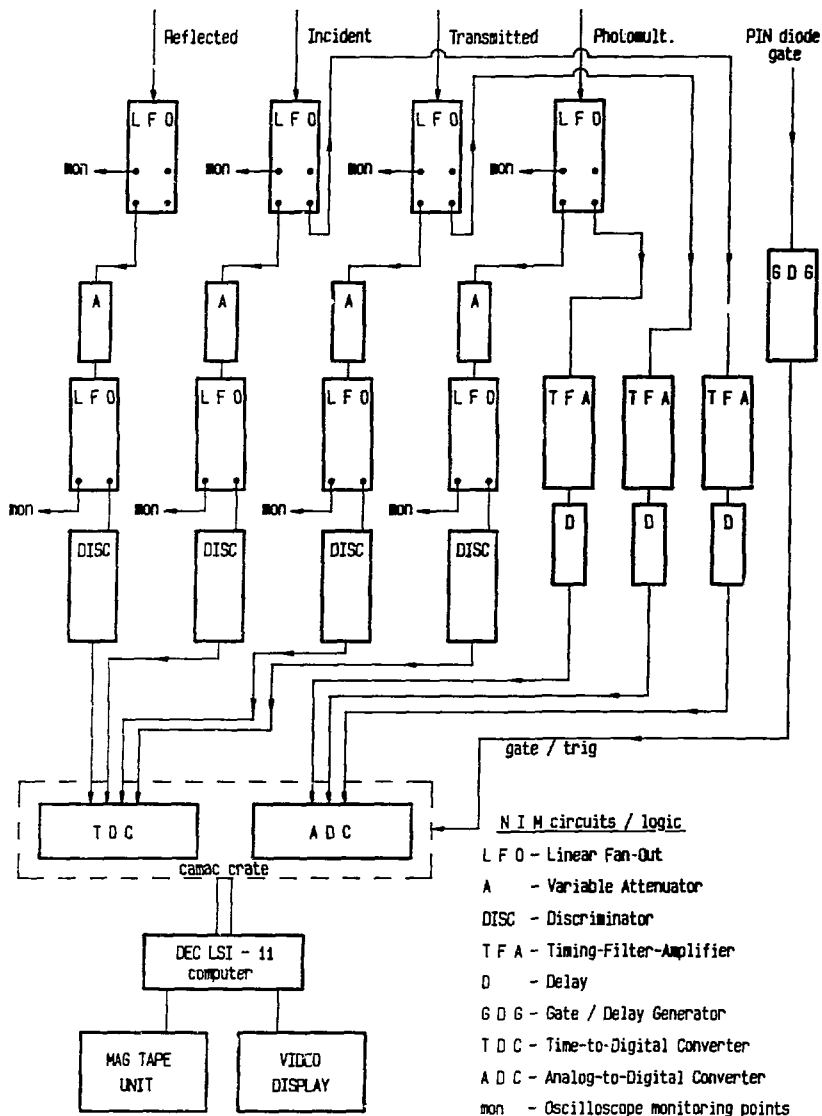 Reflected
Incident
Transmitted
Photomult.
PIN diode
gate
L F O
L F O
L F O
L F O
mon
mon
mon
mon
G D G
A
A
A
A
L F O
L F O
L F O
L F O
T F A
T F A
T F A
mon
mon
mon
mon
D
D
D
DISC
DISC
DISC
DISC
gate / trig
T D C
A D C
camac crate
DEC LSI - 11
computer
MAG TAPE
UNIT
VIDEO
DISPLAY
N I M circuits / logic
L F O - Linear Fan-Out
A - Variable Attenuator
DISC - Discriminator
T F A - Timing-Filter-Amplifier
D - Delay
G D G - Gate / Delay Generator
T D C - Time-to-Digital Converter
A D C - Analog-to-Digital Converter
mon - Oscilloscope monitoring points